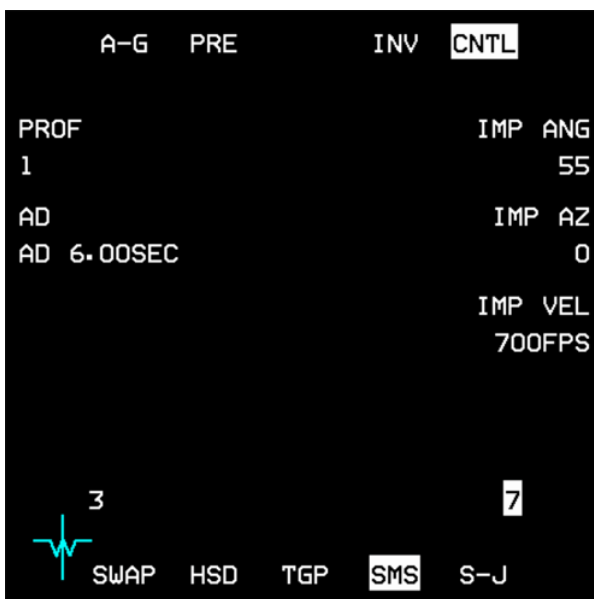 A-G PRE INV CNTL
PROF IMP ANG
1 55
AD IMP AZ
AD 6.00SEC 0
IMP VEL
700FPS
3 7
SWAP HSD TGP SMS S-J